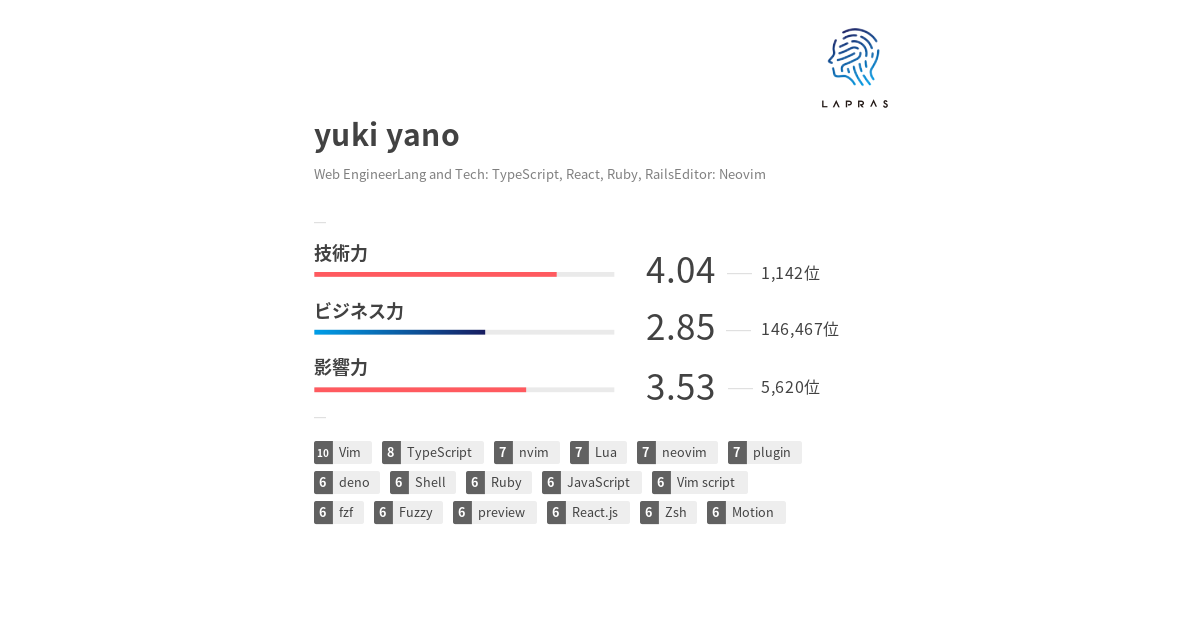 LAPRAS
yuki yano
Web EngineerLang and Tech: TypeScript, React, Ruby, RailsEditor: Neovim
技術力
4.04 1,142位
ビジネス力
2.85 146,467位
影響力
3.53 5,620位
10 Vim 8 TypeScript 7 nvim 7 Lua 7 neovim 7 plugin
6 deno 6 Shell 6 Ruby 6 JavaScript 6 Vim script
6 fzf 6 Fuzzy 6 preview 6 React.js 6 Zsh 6 Motion